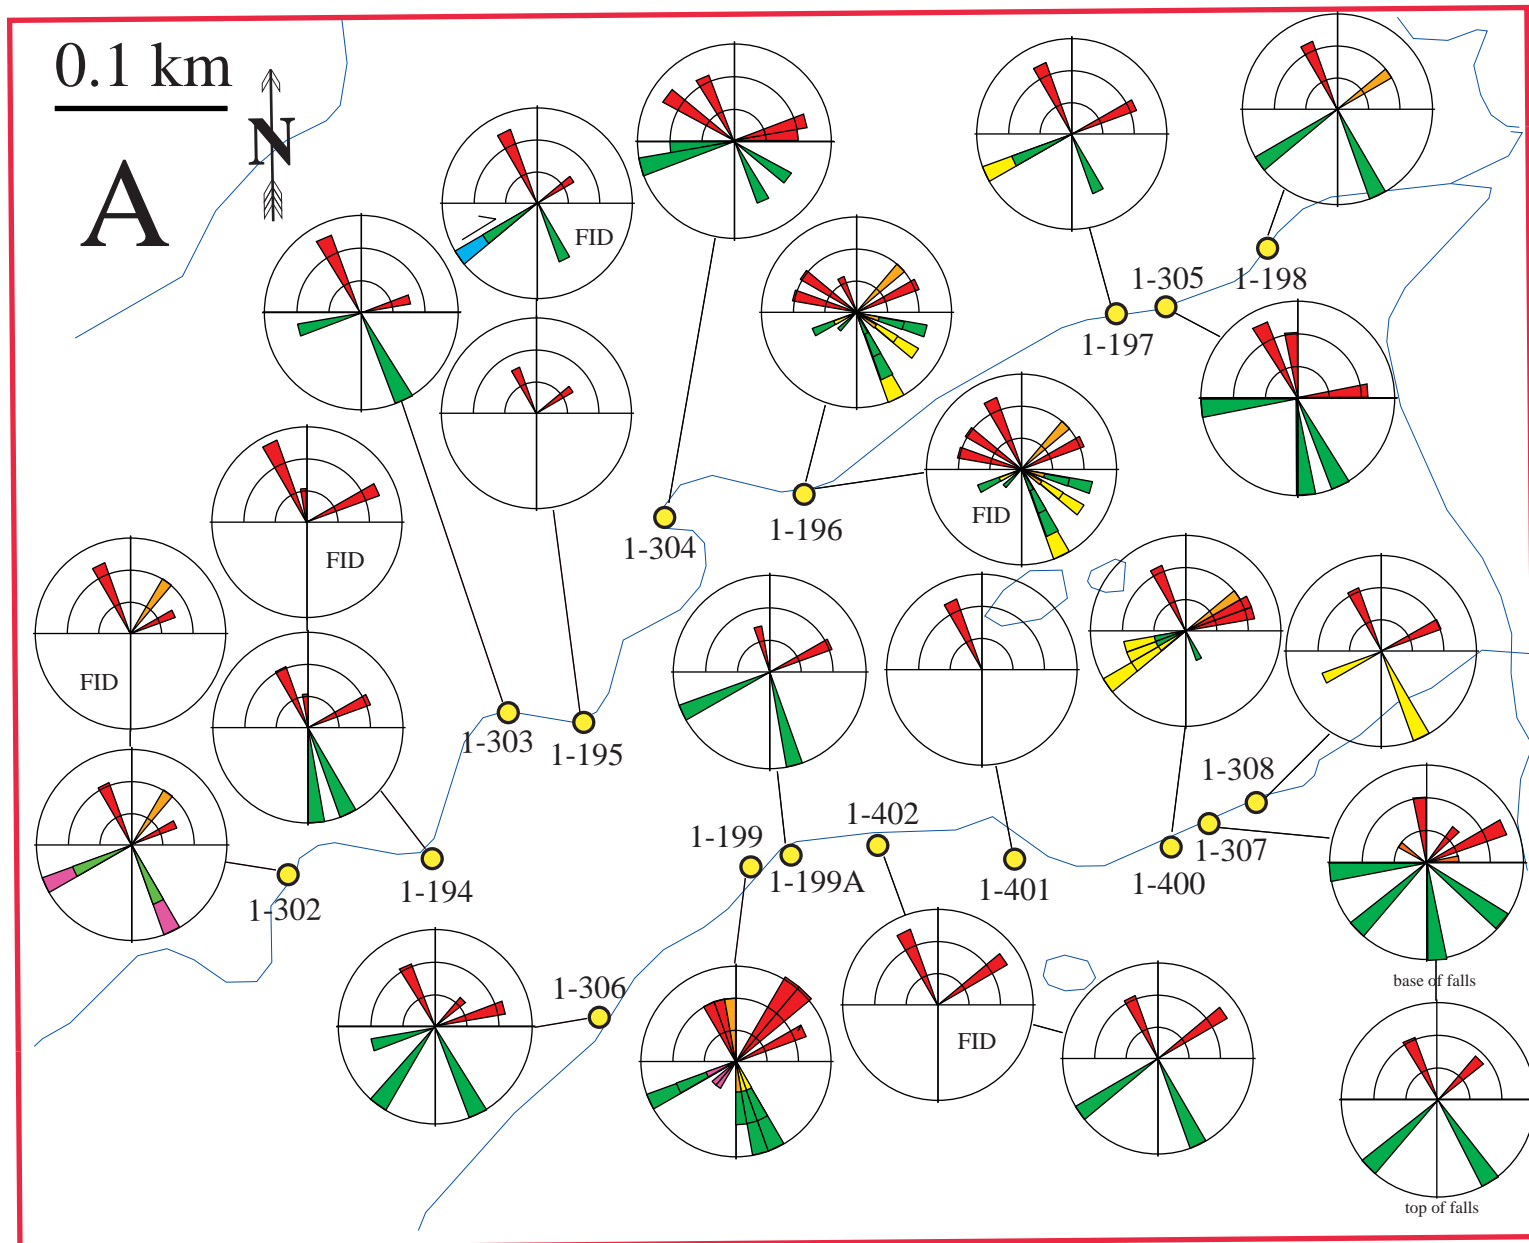 0.1 km
N
A
FID
1-305
1-198
1-197
FID
1-304
1-196
FID
FID
FID
1-303
1-195
1-308
1-402
1-199
1-307
1-199A
1-401
1-400
1-194
1-302
base of falls
1-306
FID
top of falls